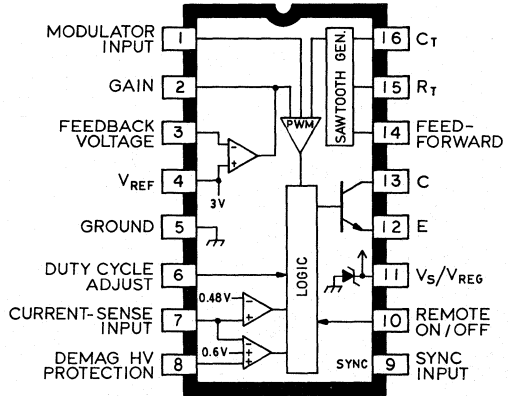 MODULATOR
INPUT
1
GAIN
2
FEEDBACK
VOLTAGE
3
VREF
4
3V
GROUND
5
DUTY CYCLE
ADJUST
6
CURRENT-SENSE
INPUT
7
DEMAG HV
PROTECTION
8
0.48V
0.6V
PWM
SAWTOOTH GEN.
LOGIC
SYNC
16
CT
15
RT
14
FEED-
FORWARD
13
C
12
E
11
VS/VREG
10
REMOTE
ON/OFF
9
SYNC
INPUT